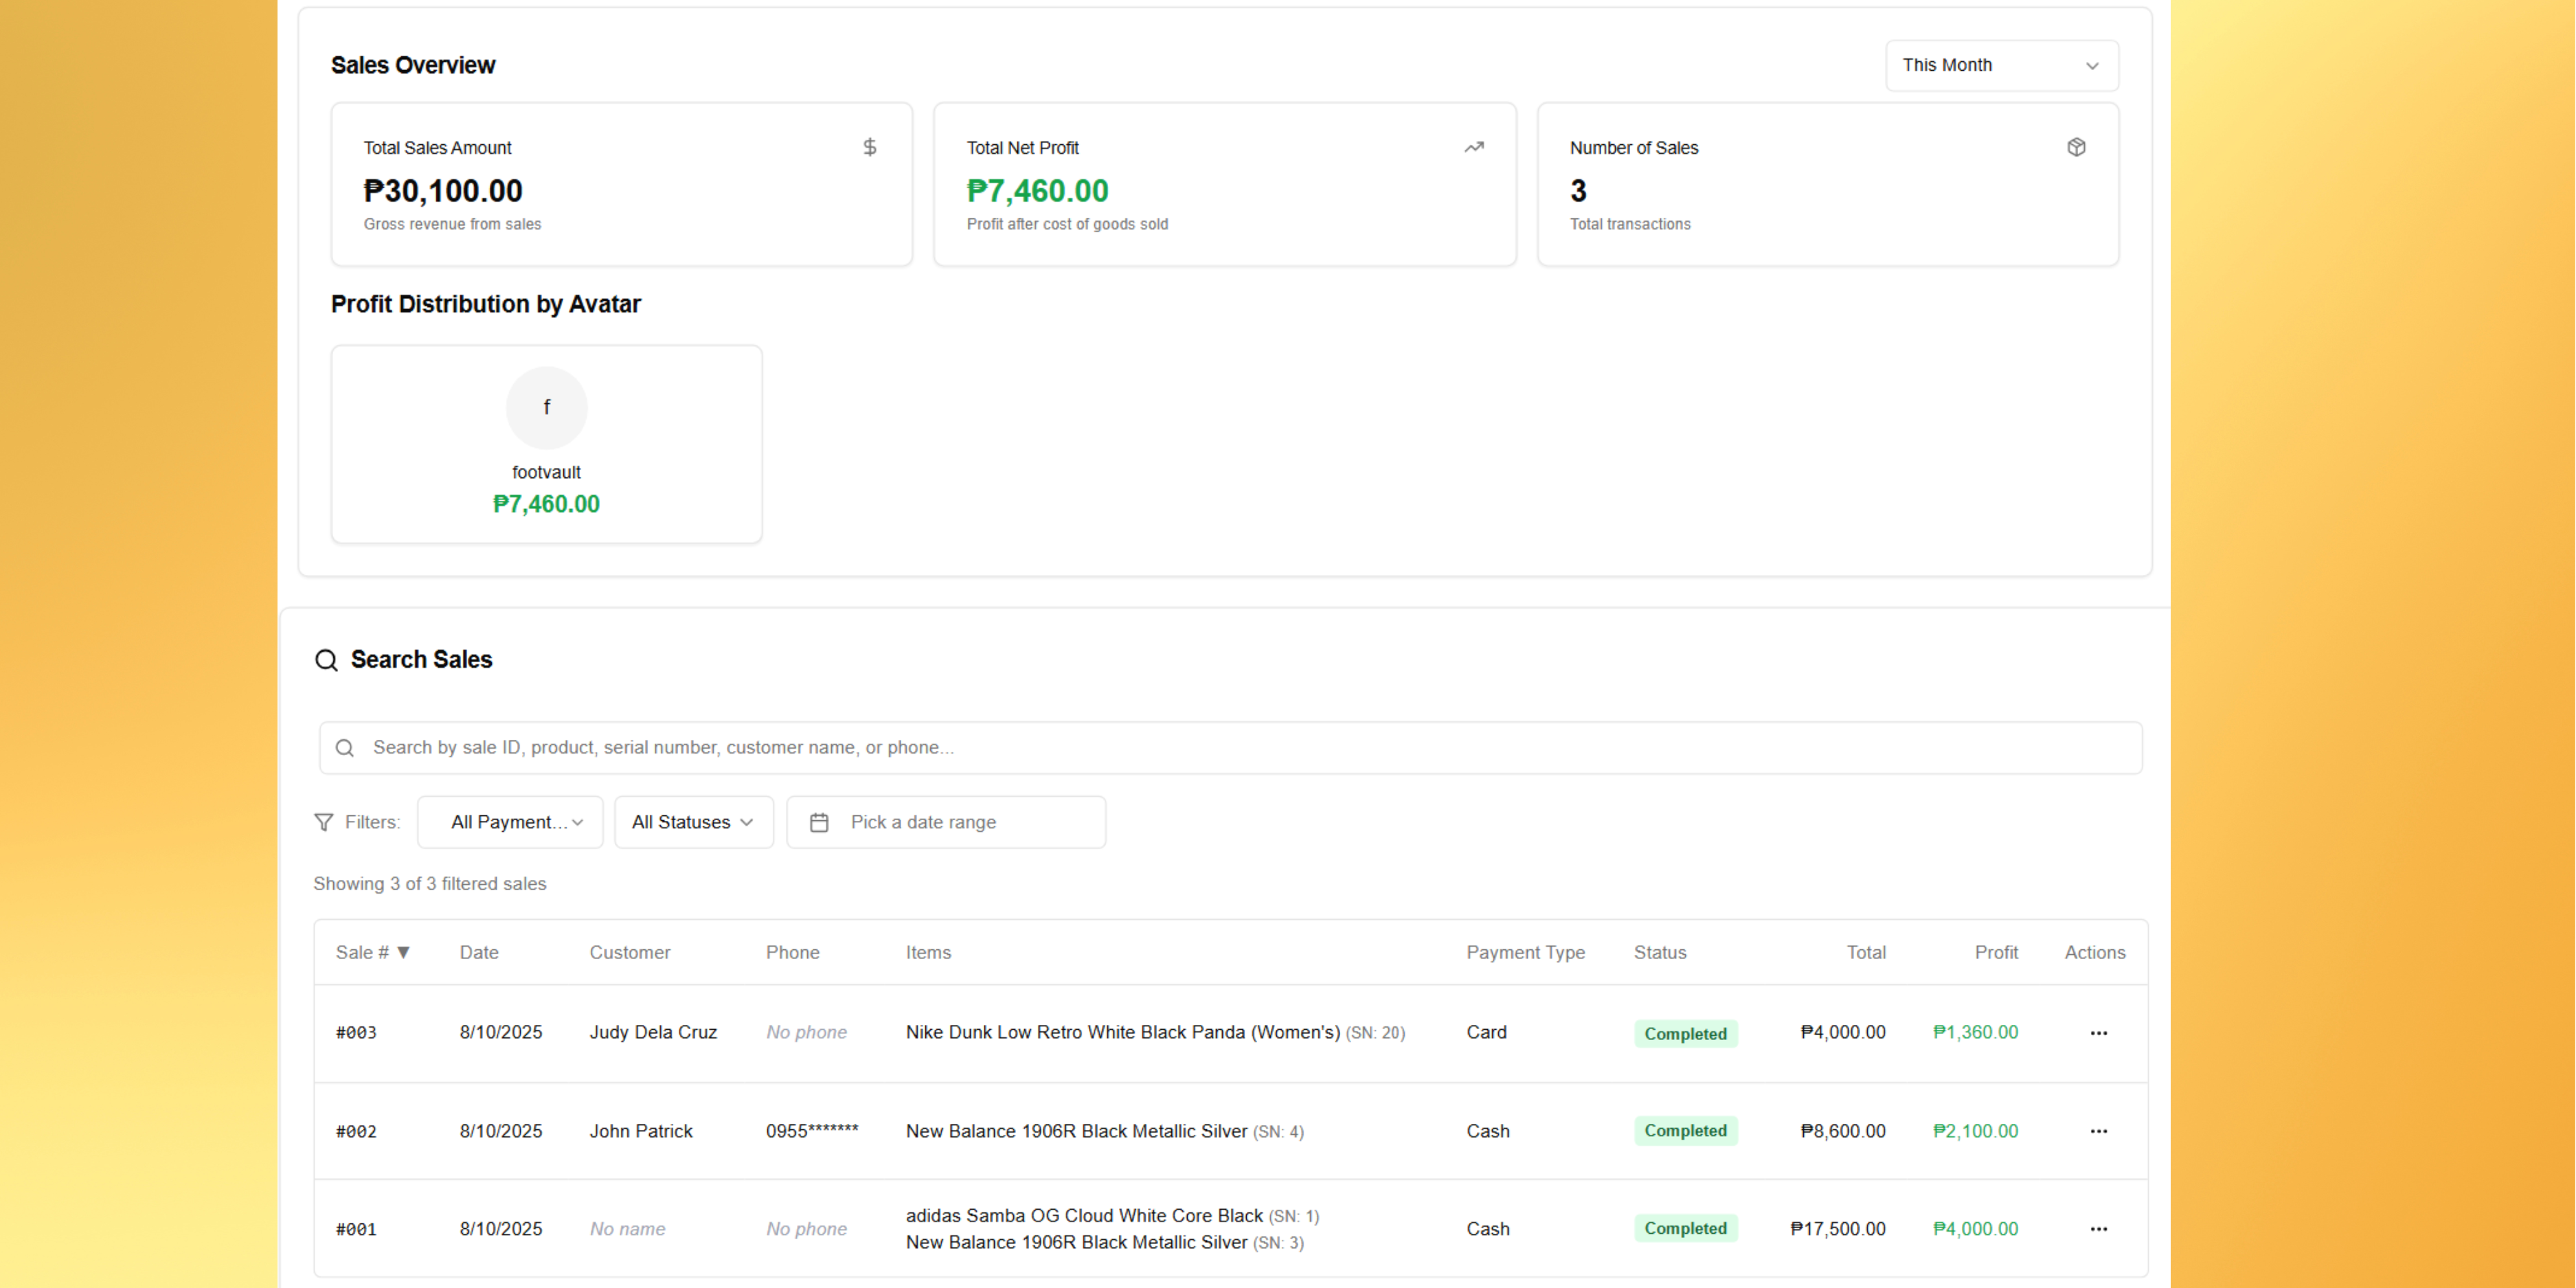 Sales Overview
This Month
Total Sales Amount
₱30,100.00
Gross revenue from sales
Total Net Profit
₱7,460.00
Profit after cost of goods sold
Number of Sales
3
Total transactions
Profit Distribution by Avatar
f
footvault
₱7,460.00
Search Sales
Search by sale ID, product, serial number, customer name, or phone...
Filters: All Payment... All Statuses Pick a date range
Showing 3 of 3 filtered sales
Sale # ▼ Date Customer Phone Items Payment Type Status Total Profit Actions
#003 8/10/2025 Judy Dela Cruz No phone Nike Dunk Low Retro White Black Panda (Women's) (SN: 20) Card Completed ₱4,000.00 ₱1,360.00 ...
#002 8/10/2025 John Patrick 0955******* New Balance 1906R Black Metallic Silver (SN: 4) Cash Completed ₱8,600.00 ₱2,100.00 ...
#001 8/10/2025 No name No phone adidas Samba OG Cloud White Core Black (SN: 1)
New Balance 1906R Black Metallic Silver (SN: 3) Cash Completed ₱17,500.00 ₱4,000.00 ...